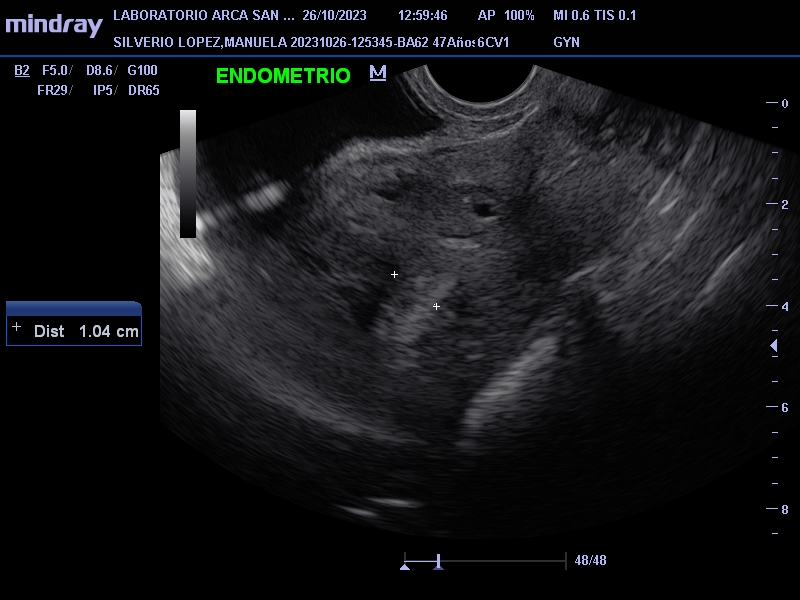 mindray LABORATORIO ARCA SAN ... 26/10/2023 12:59:46 AP 100% MI 0.6 TIS 0.1
SILVERIO LOPEZ,MANUELA 20231026-125345-BA62 47Años 6CV1 GYN
B2 F5.0/ D8.6/ G100
FR29/ IP5/ DR65
ENDOMETRIO M
0
2
4
6
8
+ Dist 1.04 cm
48/48